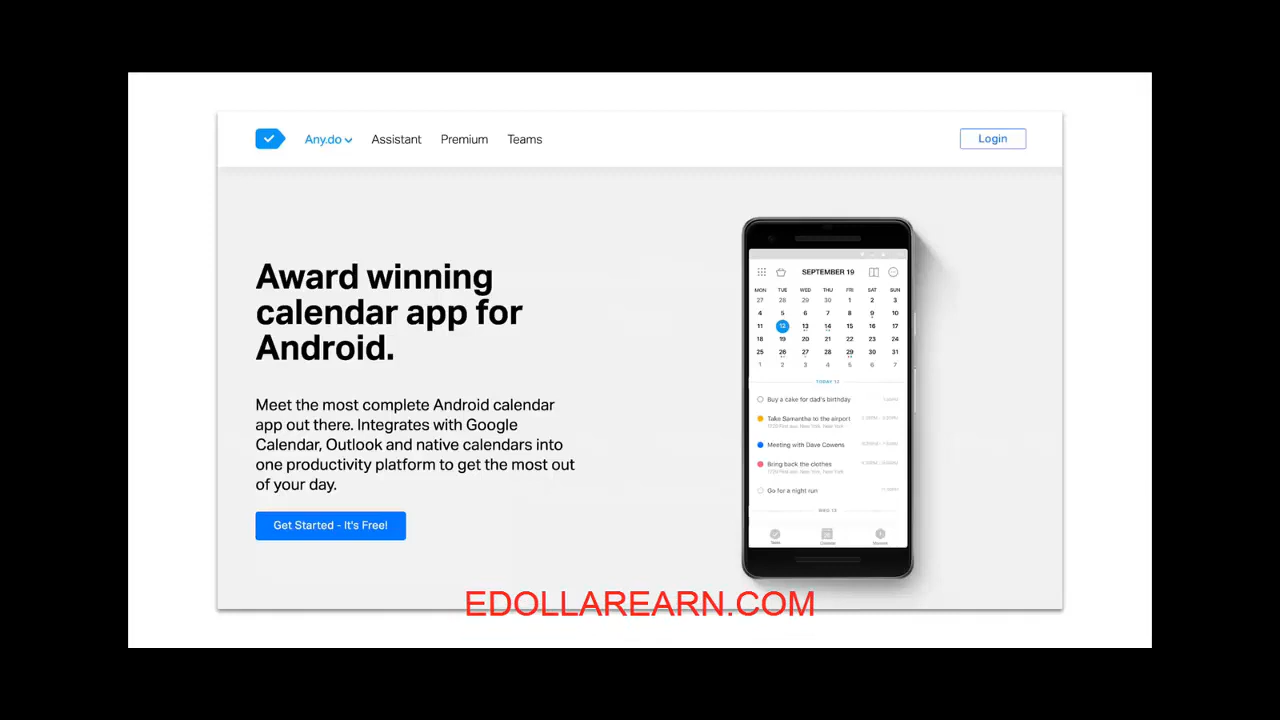 Any.do
Assistant
Premium
Teams
Login
Award winning
calendar app for
Android.
Meet the most complete Android calendar
app out there. Integrates with Google
Calendar, Outlook and native calendars into
one productivity platform to get the most out
of your day.
Get Started - It's Free!
SEPTEMBER 19
MON TUE WED THU FRI SAT SUN
27 28 29 30 1 2 3
4 5 6 7 8 9 10
11 12 13 14 15 16 17
18 19 20 21 22 23 24
25 26 27 28 29 30 31
1 2 3 4 5 6 7
TODAY 12
Buy a cake for dad's birthday
Take Samantha to the airport
Meeting with Dave Cowens
Bring back the clothes
Go for a night run
EDOLLAREARN.COM